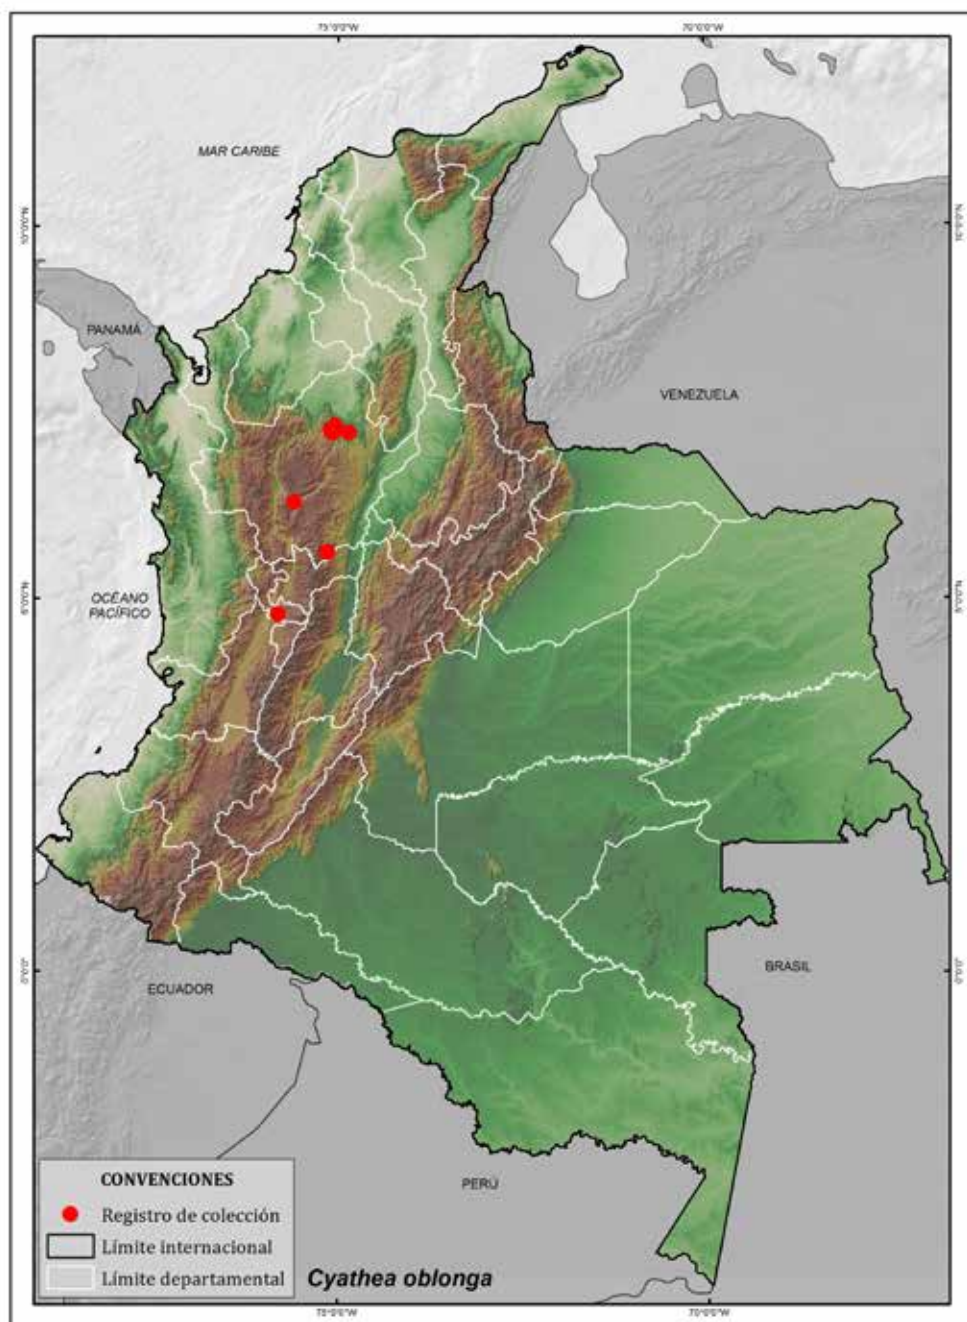 75°0'0"W
70°0'0"W
MAR CARIBE
10°0'0"N
10°0'0"N
PANAMÁ
VENEZUELA
OCÉANO
PACÍFICO
5°0'0"N
5°0'0"N
BRASIL
0°0'0"
0°0'0"
ECUADOR
PERÚ
CONVENCIONES
Registro de colección
Límite internacional
Límite departamental
Cyathea oblonga
75°0'0"W
70°0'0"W